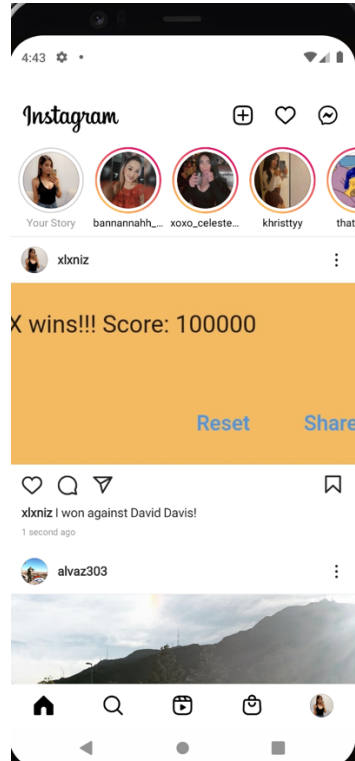 4:43
Instagram
Your Story bannannahh_... xoxo_celeste... khristtyy that
xlxniz
X wins!!! Score: 100000
Reset Share
xlxniz I won against David Davis!
1 second ago
alvaz303